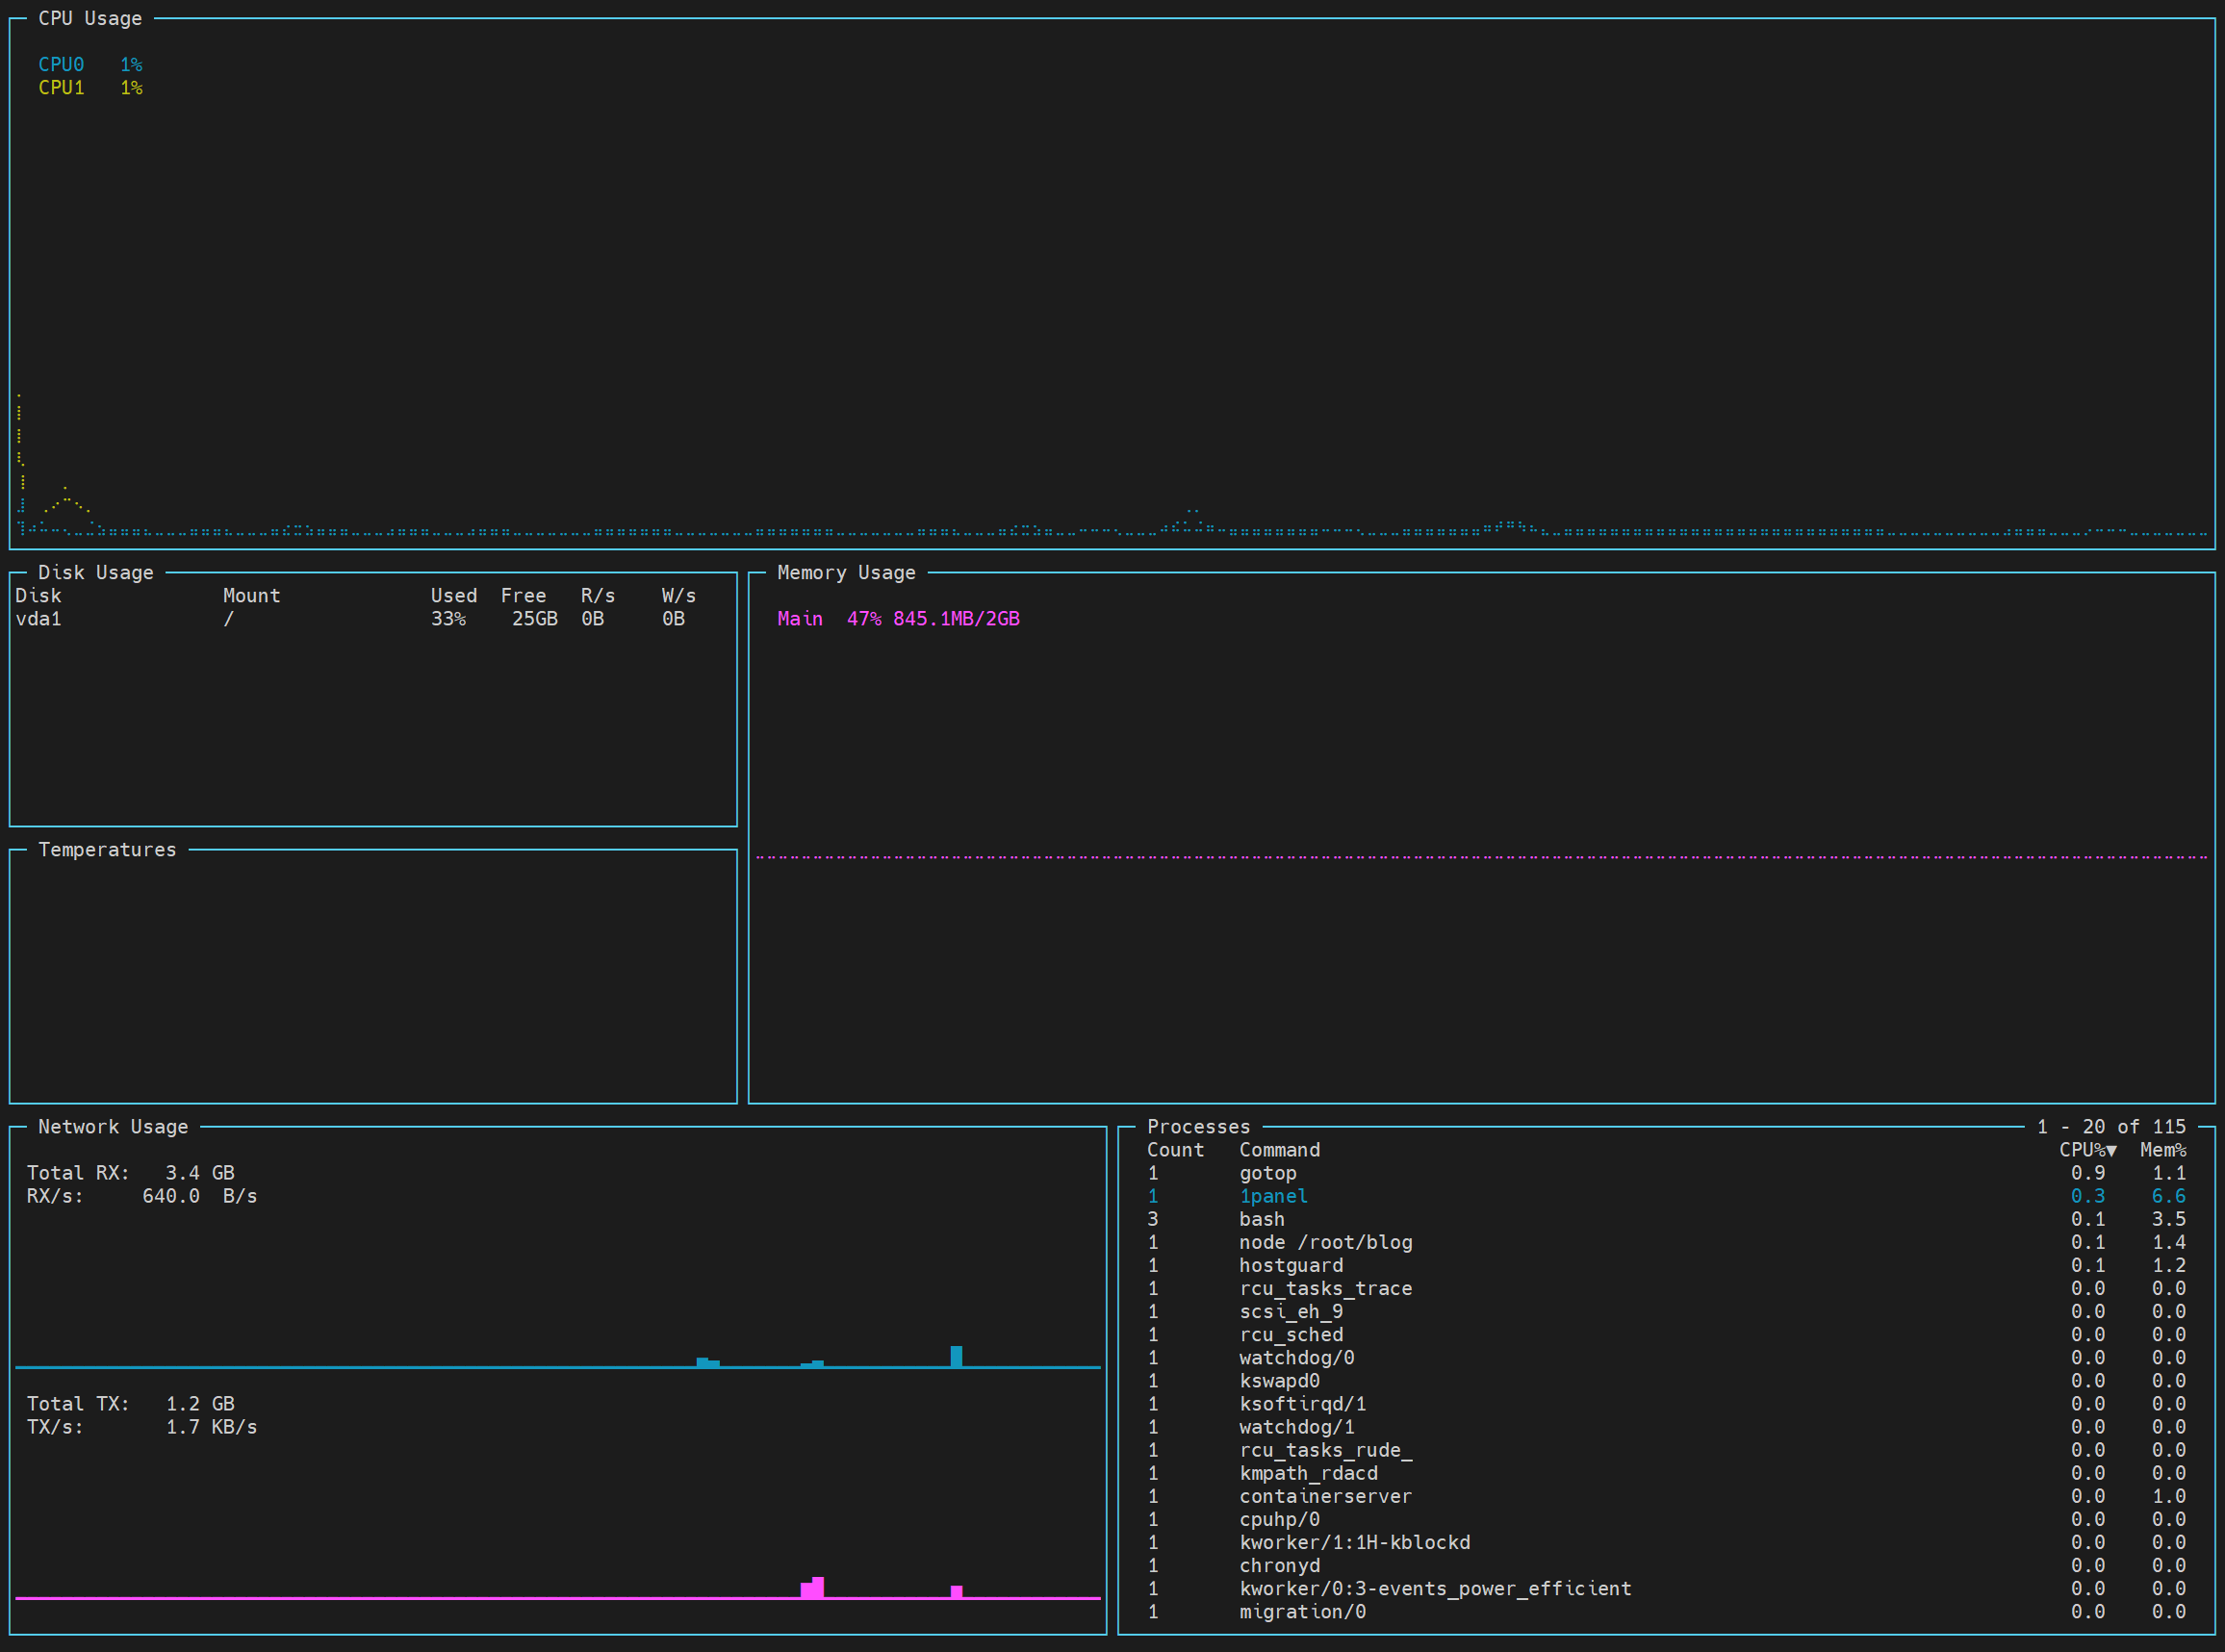 CPU Usage
CPU0 1%
CPU1 1%
Disk Usage
Disk Mount Used Free R/s W/s
vda1 / 33% 25GB 0B 0B
Memory Usage
Main 47% 845.1MB/2GB
Temperatures
Network Usage
Total RX: 3.4 GB
RX/s: 640.0 B/s
Total TX: 1.2 GB
TX/s: 1.7 KB/s
Processes 1 - 20 of 115
Count Command CPU%▼ Mem%
1 gotop 0.9 1.1
1 1panel 0.3 6.6
3 bash 0.1 3.5
1 node /root/blog 0.1 1.4
1 hostguard 0.1 1.2
1 rcu_tasks_trace 0.0 0.0
1 scsi_eh_9 0.0 0.0
1 rcu_sched 0.0 0.0
1 watchdog/0 0.0 0.0
1 kswapd0 0.0 0.0
1 ksoftirqd/1 0.0 0.0
1 watchdog/1 0.0 0.0
1 rcu_tasks_rude_ 0.0 0.0
1 kmpath_rdacd 0.0 0.0
1 containerserver 0.0 1.0
1 cpuhp/0 0.0 0.0
1 kworker/1:1H-kblockd 0.0 0.0
1 chronyd 0.0 0.0
1 kworker/0:3-events_power_efficient 0.0 0.0
1 migration/0 0.0 0.0